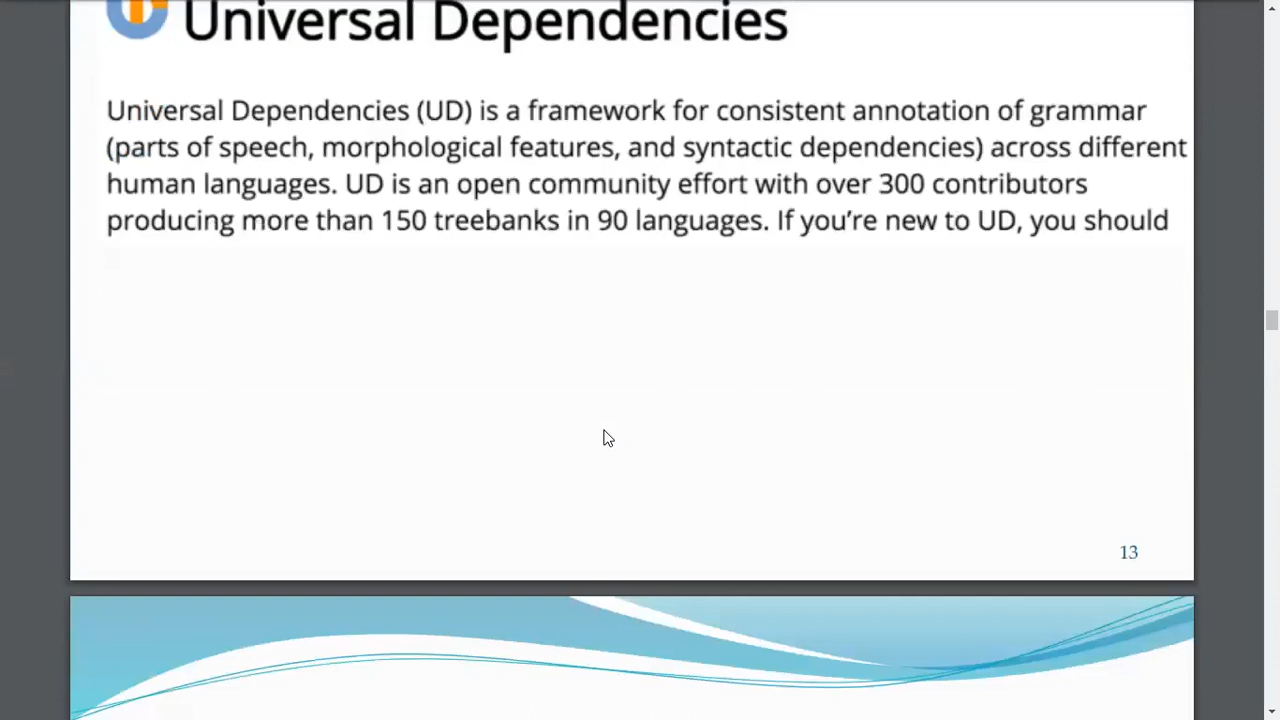 Universal Dependencies
Universal Dependencies (UD) is a framework for consistent annotation of grammar
(parts of speech, morphological features, and syntactic dependencies) across different
human languages. UD is an open community effort with over 300 contributors
producing more than 150 treebanks in 90 languages. If you’re new to UD, you should
13